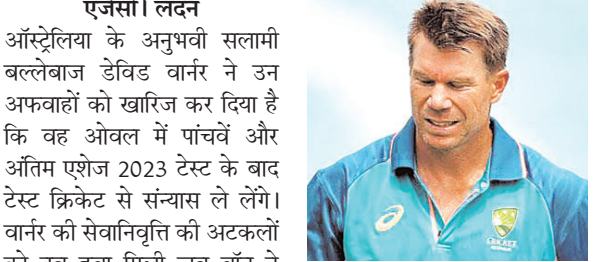 एजेंसी। लंदन
ऑस्ट्रेलिया के अनुभवी सलामी
बल्लेबाज डेविड वार्नर ने उन
अफवाहों को खारिज कर दिया है
कि वह ओवल में पांचवें और
अंतिम एशेज 2023 टेस्ट के बाद
टेस्ट क्रिकेट से संन्यास ले लेंगे।
वार्नर की सेवानिवृत्ति की अटकलों
CRICKET